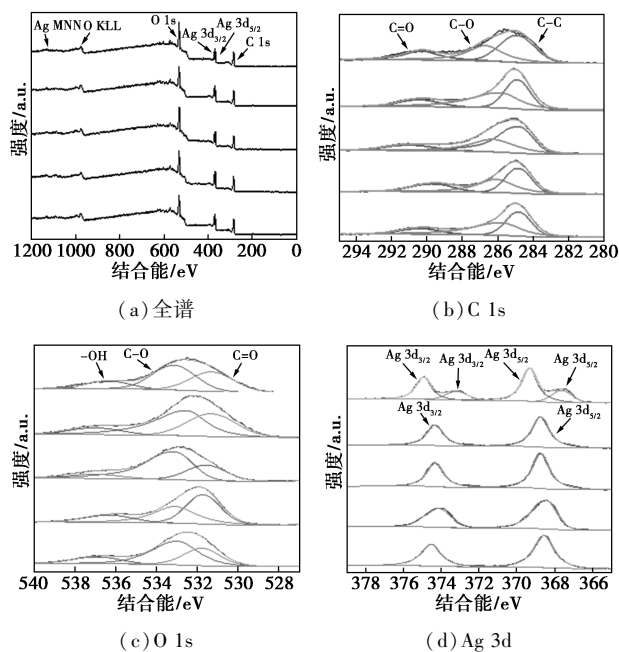 Ag MNN O KLL O 1s Ag 3d3/2 Ag 3d5/2 C 1s
强度/a.u.
1200 1000 800 600 400 200 0
结合能/eV
(a)全谱
C=O C-O C-C
强度/a.u.
294 292 290 288 286 284 282 280
结合能/eV
(b)C 1s
-OH C-O C=O
强度/a.u.
540 536 534 532 530 528
结合能/eV
(c)O 1s
Ag 3d3/2 Ag 3d3/2 Ag 3d5/2 Ag 3d5/2
Ag 3d3/2 Ag 3d5/2
强度/a.u.
378 376 374 372 370 368 366
结合能/eV
(d)Ag 3d